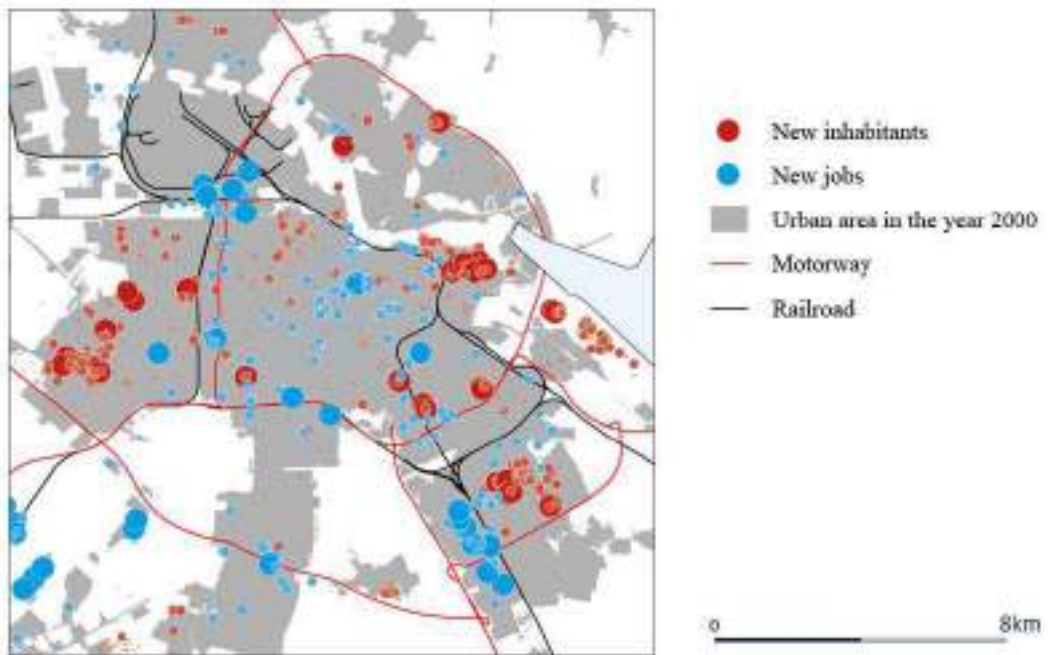 New inhabitants
New jobs
Urban area in the year 2000
Motorway
Railroad
0 8km